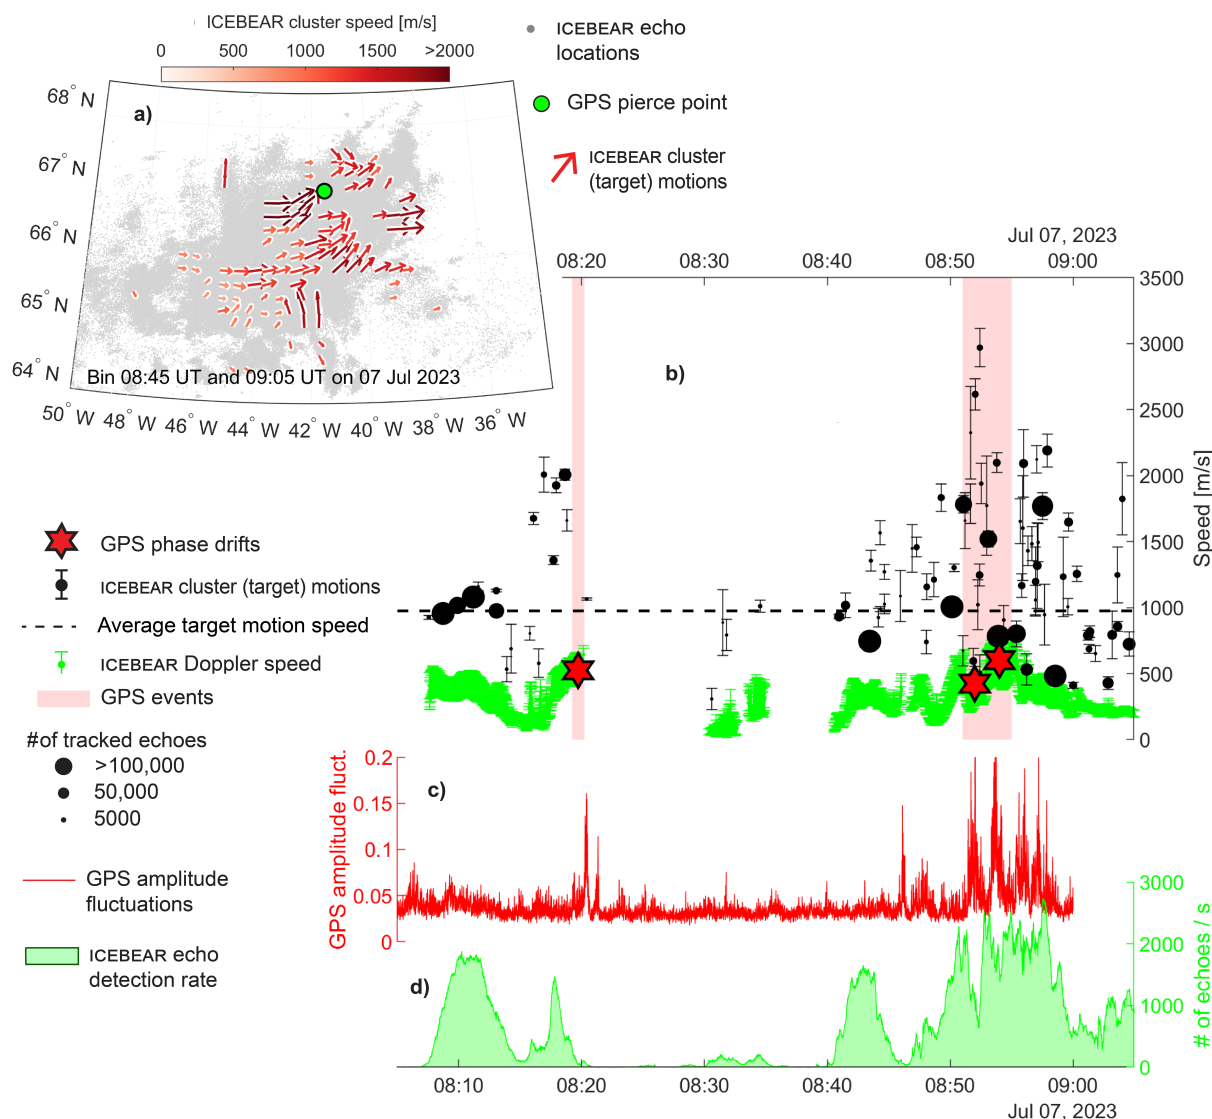 ICEBEAR cluster speed [m/s]
0 500 1000 1500 >2000
ICEBEAR echo
locations
GPS pierce point
ICEBEAR cluster
(target) motions
a)
68° N
67° N
66° N
65° N
64° N
Bin 08:45 UT and 09:05 UT on 07 Jul 2023
50° W 48° W 46° W 44° W 42° W 40° W 38° W 36° W
Jul 07, 2023
08:20 08:30 08:40 08:50 09:00
b)
3500
3000
2500
2000
1500
1000
500
0
Speed [m/s]
GPS phase drifts
ICEBEAR cluster (target) motions
Average target motion speed
ICEBEAR Doppler speed
GPS events
#of tracked echoes
>100,000
50,000
5000
GPS amplitude
fluctuations
ICEBEAR echo
detection rate
c)
0.2
0.15
0.1
0.05
0
GPS amplitude fluct.
d)
3000
2000
1000
0
# of echoes / s
08:10 08:20 08:30 08:40 08:50 09:00
Jul 07, 2023